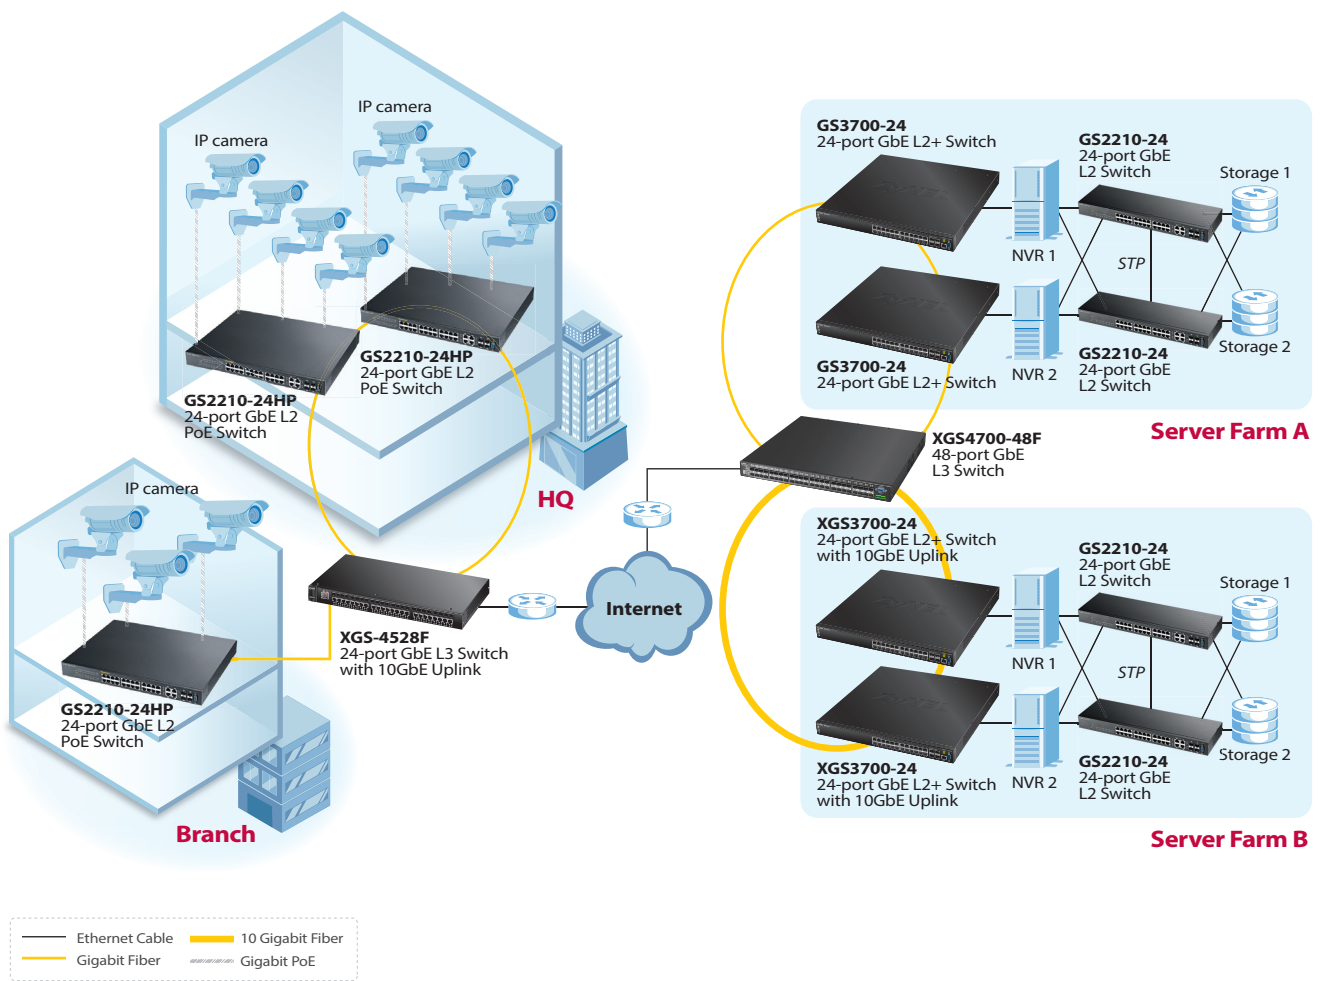 IP camera
IP camera
GS2210-24HP
24-port GbE L2
PoE Switch
GS2210-24HP
24-port GbE L2
PoE Switch
HQ
IP camera
GS2210-24HP
24-port GbE L2
PoE Switch
Branch
XGS-4528F
24-port GbE L3 Switch
with 10GbE Uplink
Internet
GS3700-24
24-port GbE L2+ Switch
GS3700-24
24-port GbE L2+ Switch
NVR 1
NVR 2
GS2210-24
24-port GbE
L2 Switch
STP
GS2210-24
24-port GbE
L2 Switch
Storage 1
Storage 2
Server Farm A
XGS4700-48F
48-port GbE
L3 Switch
XGS3700-24
24-port GbE L2+ Switch
with 10GbE Uplink
XGS3700-24
24-port GbE L2+ Switch
with 10GbE Uplink
NVR 1
NVR 2
GS2210-24
24-port GbE
L2 Switch
STP
GS2210-24
24-port GbE
L2 Switch
Storage 1
Storage 2
Server Farm B
Ethernet Cable
10 Gigabit Fiber
Gigabit Fiber
Gigabit PoE